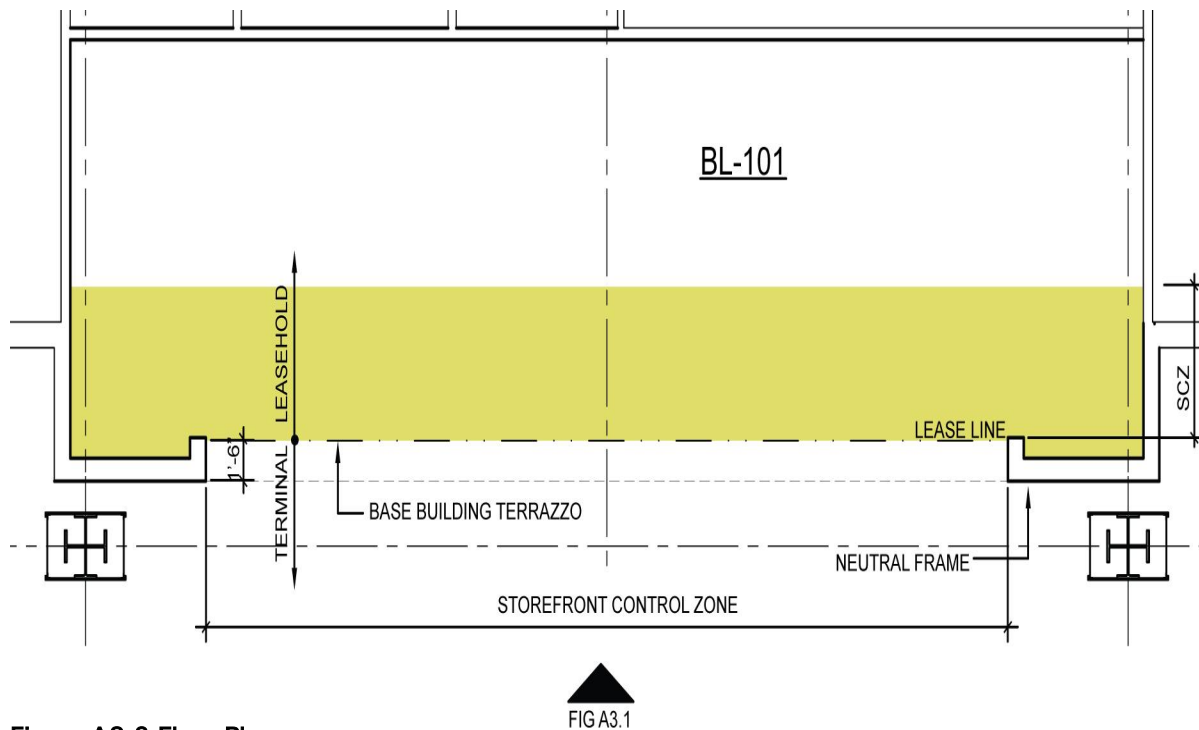 BL-101
LEASEHOLD
SCZ
LEASE LINE
1'-6"
TERMINAL
BASE BUILDING TERRAZZO
NEUTRAL FRAME
STOREFRONT CONTROL ZONE
FIG A3.1